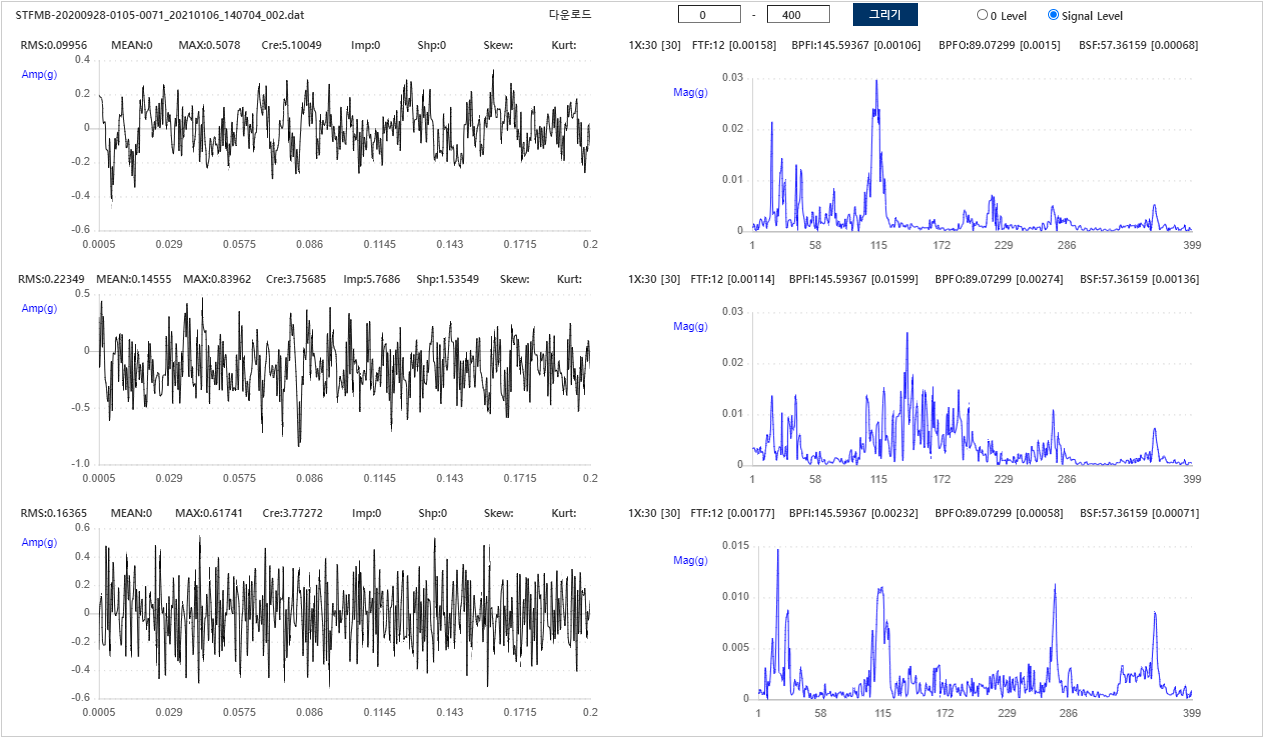 STFMB-20200928-0105-0071_20210106_140704_002.dat 다운로드 0 - 400 그리기 0 Level Signal Level
RMS:0.09956 MEAN:0 MAX:0.5078 Cre:5.10049 Imp:0 Shp:0 Skew: Kurt: 1X:30 [30] FTF:12 [0.00158] BPFI:145.59367 [0.00106] BPFO:89.07299 [0.0015] BSF:57.36159 [0.00068]
Amp(g)
0.4
0.2
0
-0.2
-0.4
-0.6
0.0005 0.029 0.0575 0.086 0.1145 0.143 0.1715 0.2
Mag(g)
0.03
0.02
0.01
0
1 58 115 172 229 286 399
RMS:0.22349 MEAN:0.14555 MAX:0.83962 Cre:3.75685 Imp:5.7686 Shp:1.53549 Skew: Kurt: 1X:30 [30] FTF:12 [0.00114] BPFI:145.59367 [0.01599] BPFO:89.07299 [0.00274] BSF:57.36159 [0.00136]
Amp(g)
0.5
0
-0.5
-1.0
0.0005 0.029 0.0575 0.086 0.1145 0.143 0.1715 0.2
Mag(g)
0.03
0.02
0.01
0
1 58 115 172 229 286 399
RMS:0.16365 MEAN:0 MAX:0.61741 Cre:3.77272 Imp:0 Shp:0 Skew: Kurt: 1X:30 [30] FTF:12 [0.00177] BPFI:145.59367 [0.00232] BPFO:89.07299 [0.00058] BSF:57.36159 [0.00071]
Amp(g)
0.6
0.4
0.2
0
-0.2
-0.4
-0.6
0.0005 0.029 0.0575 0.086 0.1145 0.143 0.1715 0.2
Mag(g)
0.015
0.010
0.005
0
1 58 115 172 229 286 399